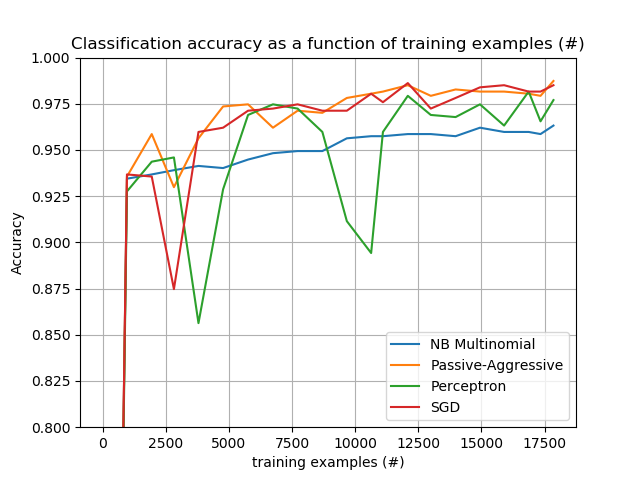 Classification accuracy as a function of training examples (#)
1.000
0.975
0.950
0.925
0.900
0.875
0.850
0.825
0.800
Accuracy
NB Multinomial
Passive-Aggressive
Perceptron
SGD
0 2500 5000 7500 10000 12500 15000 17500
training examples (#)